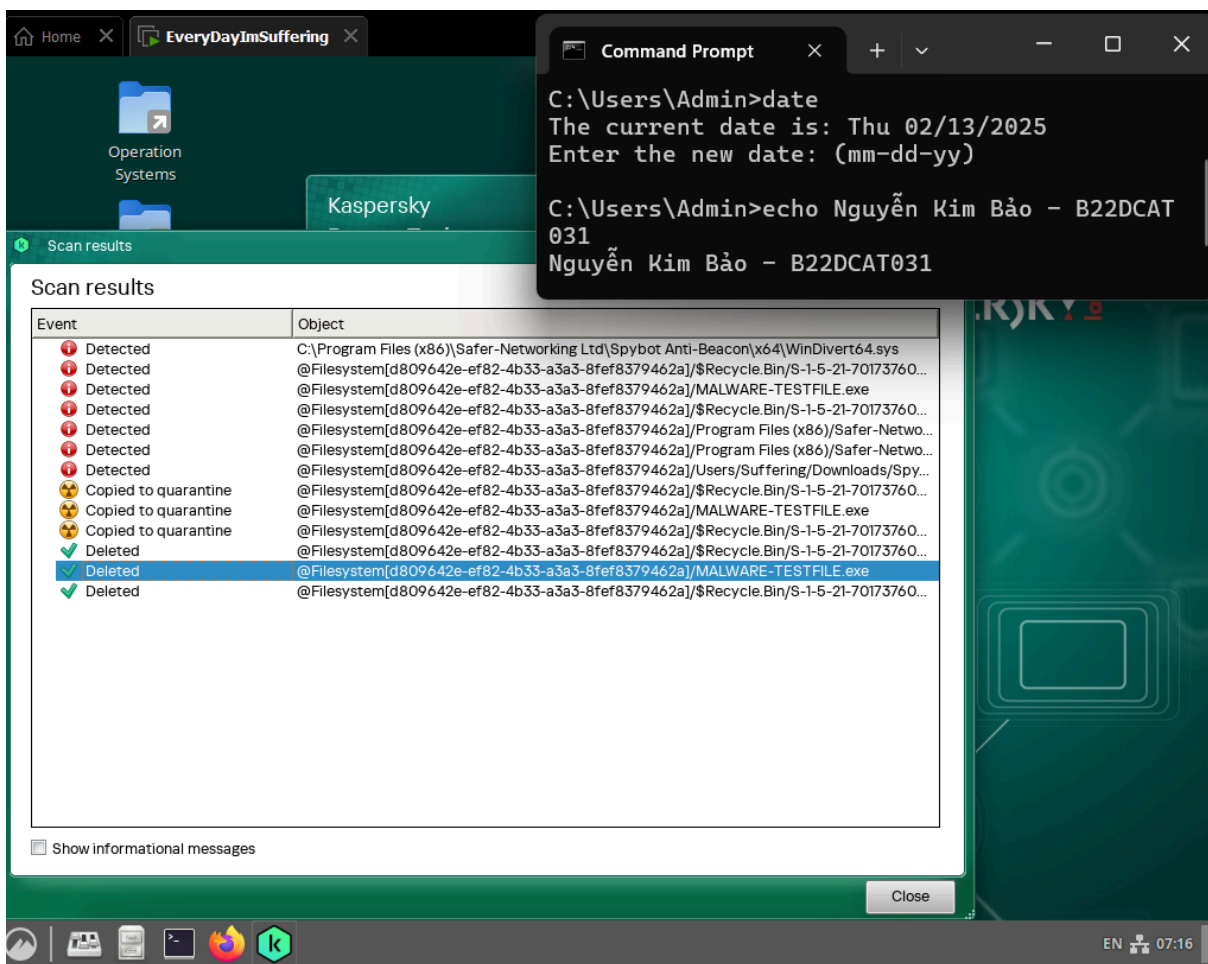 Home
EveryDayImSuffering
Command Prompt
C:\Users\Admin>date
The current date is: Thu 02/13/2025
Enter the new date: (mm-dd-yy)
C:\Users\Admin>echo Nguyễn Kim Bảo - B22DCAT
031
Nguyễn Kim Bảo - B22DCAT031
Operation
Systems
Kaspersky
Scan results
Scan results
Event Object
Detected C:\Program Files (x86)\Safer-Networking Ltd\Spybot Anti-Beacon\x64\WinDivert64.sys
Detected @Filesystem[d809642e-ef82-4b33-a3a3-8fef8379462a]/$Recycle.Bin/S-1-5-21-70173760...
Detected @Filesystem[d809642e-ef82-4b33-a3a3-8fef8379462a]/MALWARE-TESTFILE.exe
Detected @Filesystem[d809642e-ef82-4b33-a3a3-8fef8379462a]/$Recycle.Bin/S-1-5-21-70173760...
Detected @Filesystem[d809642e-ef82-4b33-a3a3-8fef8379462a]/Program Files (x86)/Safer-Netwo...
Detected @Filesystem[d809642e-ef82-4b33-a3a3-8fef8379462a]/Program Files (x86)/Safer-Netwo...
Detected @Filesystem[d809642e-ef82-4b33-a3a3-8fef8379462a]/Users/Suffering/Downloads/Spy...
Copied to quarantine @Filesystem[d809642e-ef82-4b33-a3a3-8fef8379462a]/$Recycle.Bin/S-1-5-21-70173760...
Copied to quarantine @Filesystem[d809642e-ef82-4b33-a3a3-8fef8379462a]/MALWARE-TESTFILE.exe
Copied to quarantine @Filesystem[d809642e-ef82-4b33-a3a3-8fef8379462a]/$Recycle.Bin/S-1-5-21-70173760...
Deleted @Filesystem[d809642e-ef82-4b33-a3a3-8fef8379462a]/$Recycle.Bin/S-1-5-21-70173760...
Deleted @Filesystem[d809642e-ef82-4b33-a3a3-8fef8379462a]/MALWARE-TESTFILE.exe
Deleted @Filesystem[d809642e-ef82-4b33-a3a3-8fef8379462a]/$Recycle.Bin/S-1-5-21-70173760...
Show informational messages
Close
EN 07:16